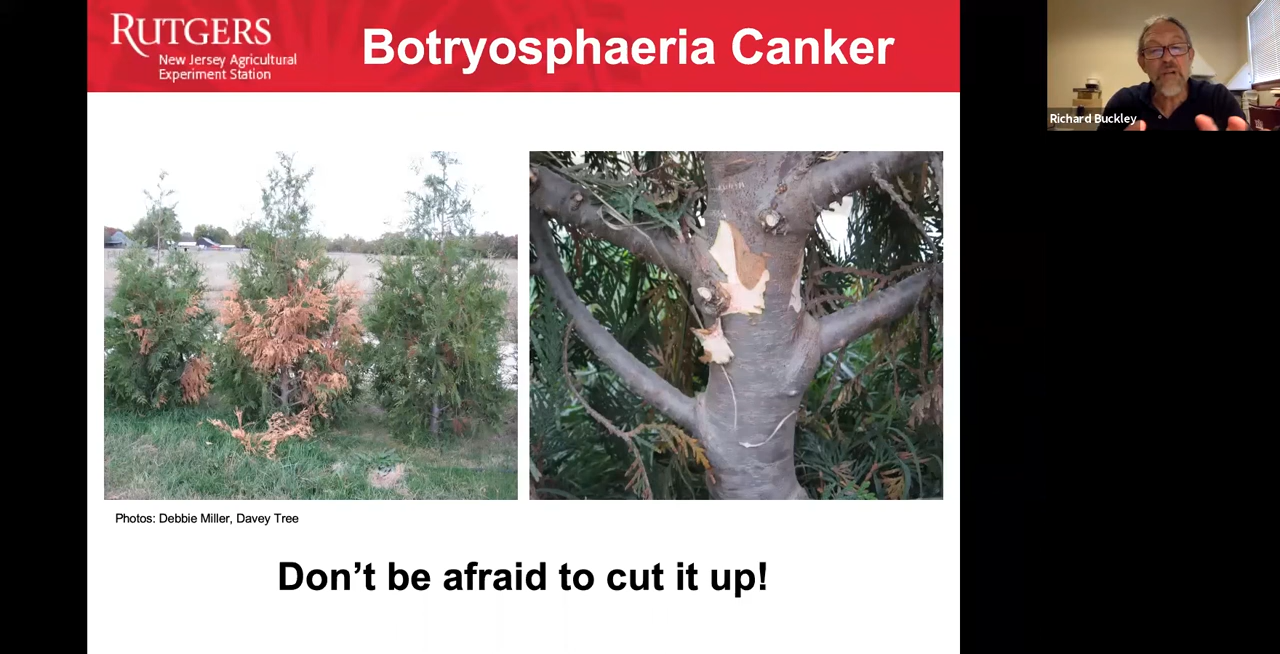 RUTGERS
New Jersey Agricultural
Experiment Station
Botryosphaeria Canker
Richard Buckley
Photos: Debbie Miller, Davey Tree
Don't be afraid to cut it up!